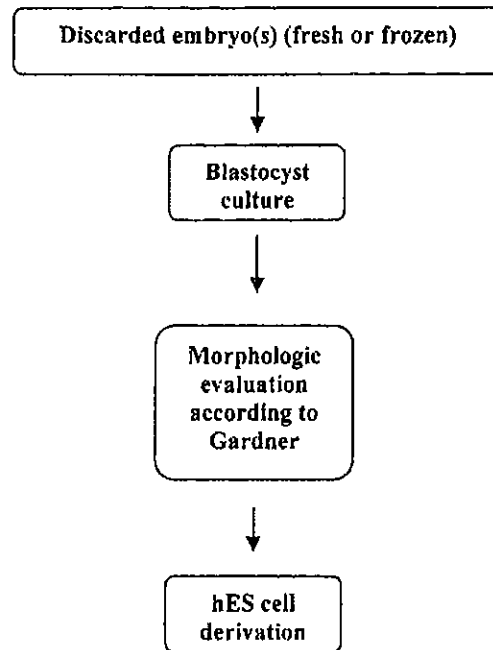 Discarded embryo(s) (fresh or frozen)
Blastocyst
culture
Morphologic
evaluation
according to
Gardner
hES cell
derivation